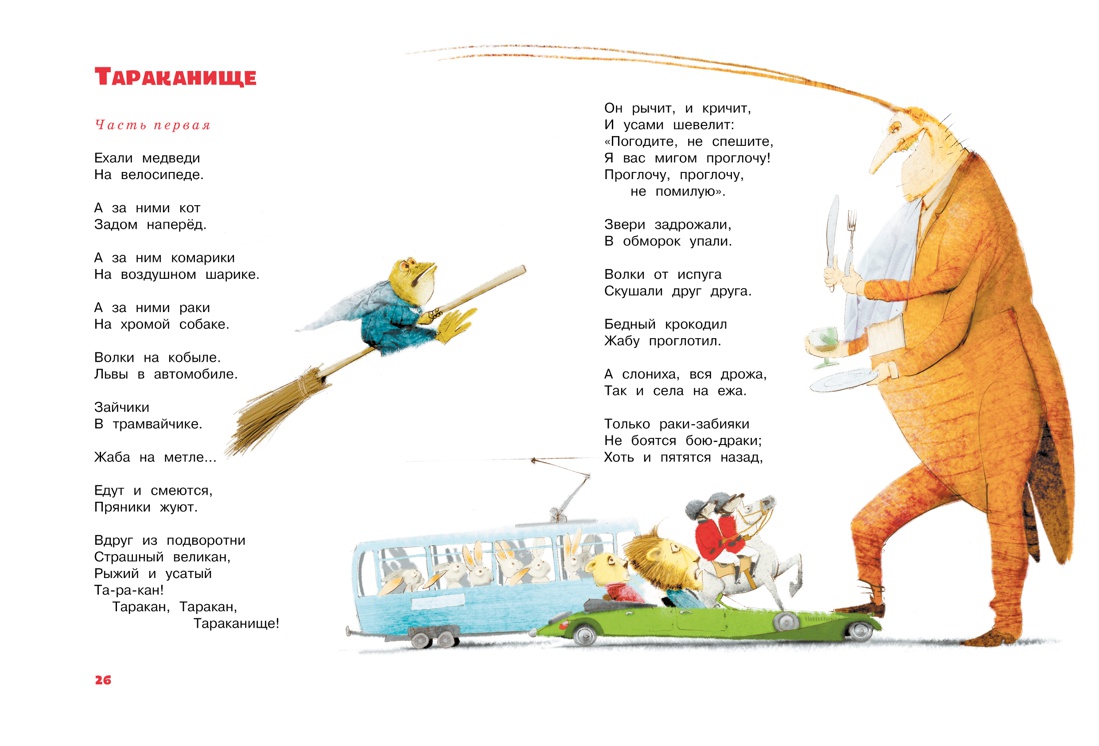 Тараканище
Часть первая
Ехали медведи
На велосипеде.
А за ними кот
Задом наперёд.
А за ним комарики
На воздушном шарике.
А за ними раки
На хромой собаке.
Волки на кобыле.
Львы в автомобиле.
Зайчики
В трамвайчике.
Жаба на метле...
Едут и смеются,
Пряники жуют.
Вдруг из подворотни
Страшный великан,
Рыжий и усатый
Та-ра-кан!
Таракан, Таракан,
Тараканище!
26
Он рычит, и кричит,
И усами шевелит:
«Погодите, не спешите,
Я вас мигом проглочу!
Проглочу, проглочу,
не помилую».
Звери задрожали,
В обморок упали.
Волки от испуга
Скушали друг друга.
Бедный крокодил
Жабу проглотил.
А слониха, вся дрожа,
Так и села на ежа.
Только раки-забияки
Не боятся бою-драки;
Хоть и пятятся назад,